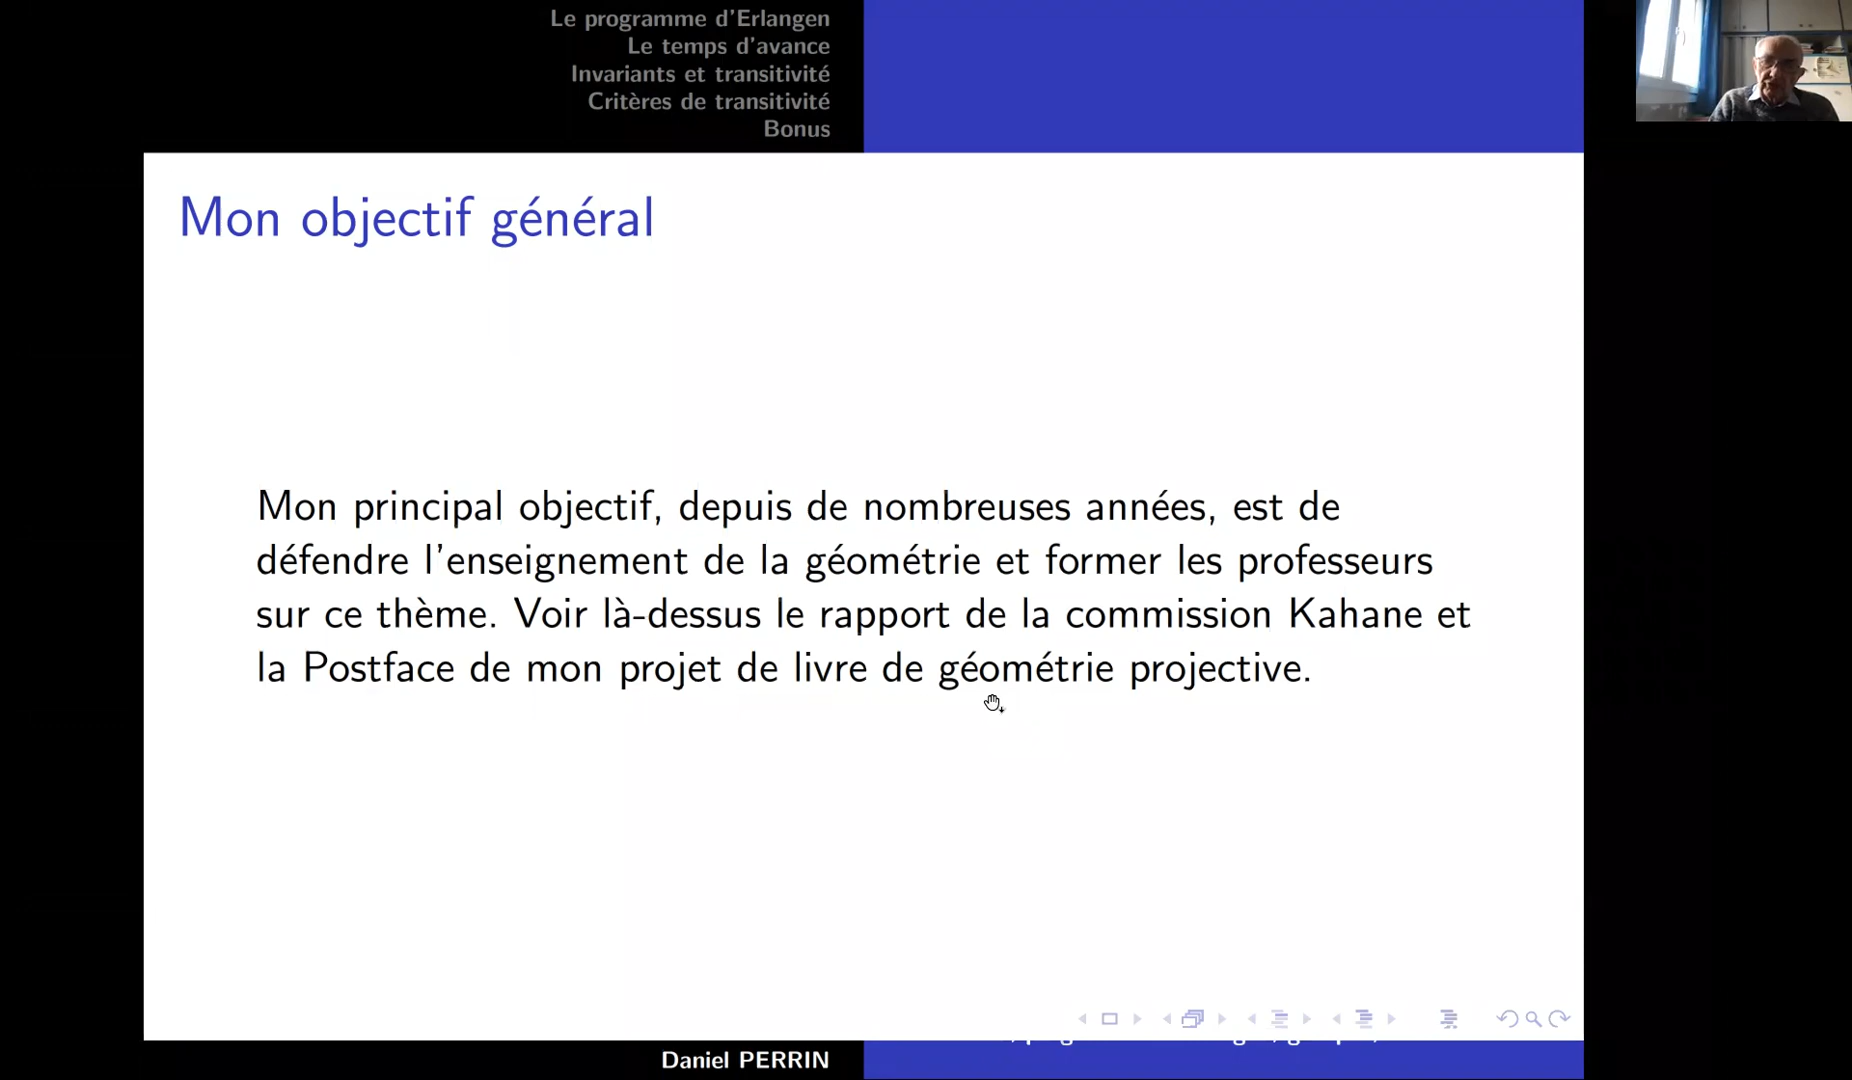 Le programme d'Erlangen
Le temps d'avance
Invariants et transitivité
Critères de transitivité
Bonus
Mon objectif général
Mon principal objectif, depuis de nombreuses années, est de
défendre l'enseignement de la géométrie et former les professeurs
sur ce thème. Voir là-dessus le rapport de la commission Kahane et
la Postface de mon projet de livre de géométrie projective.
Daniel PERRIN